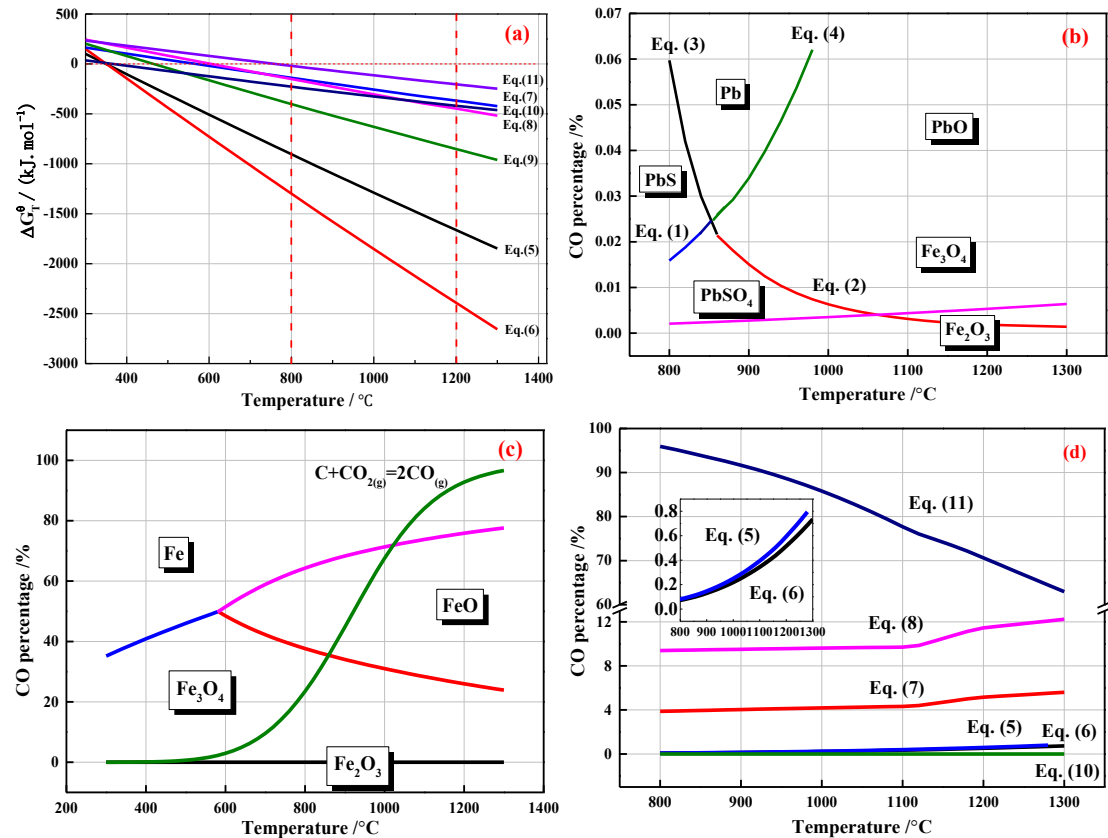 (a)
500
0
-500
-1000
-1500
-2000
-2500
-3000
ΔG_T^θ / (kJ. mol⁻¹)
Eq.(11)
Eq.(7)
Eq.(10)
Eq.(8)
Eq.(9)
Eq.(5)
Eq.(6)
400 600 800 1000 1200 1400
Temperature / °C
(b)
0.07
0.06
0.05
0.04
0.03
0.02
0.01
0.00
CO percentage /%
Eq. (3)
Eq. (4)
Pb
PbO
PbS
Eq. (1)
Fe₃O₄
Eq. (2)
PbSO₄
Fe₂O₃
800 900 1000 1100 1200 1300
Temperature /°C
(c)
100
80
60
40
20
0
CO percentage /%
C+CO₂(g)=2CO(g)
Fe
FeO
Fe₃O₄
Fe₂O₃
200 400 600 800 1000 1200 1400
Temperature /°C
(d)
100
90
80
70
60
12
8
4
0
CO percentage /%
Eq. (11)
0.8
0.6
0.4
0.2
0.0
Eq. (5)
Eq. (6)
800 900 1000 1100 1200 1300
Eq. (8)
Eq. (7)
Eq. (5)
Eq. (6)
Eq. (10)
800 900 1000 1100 1200 1300
Temperature /°C